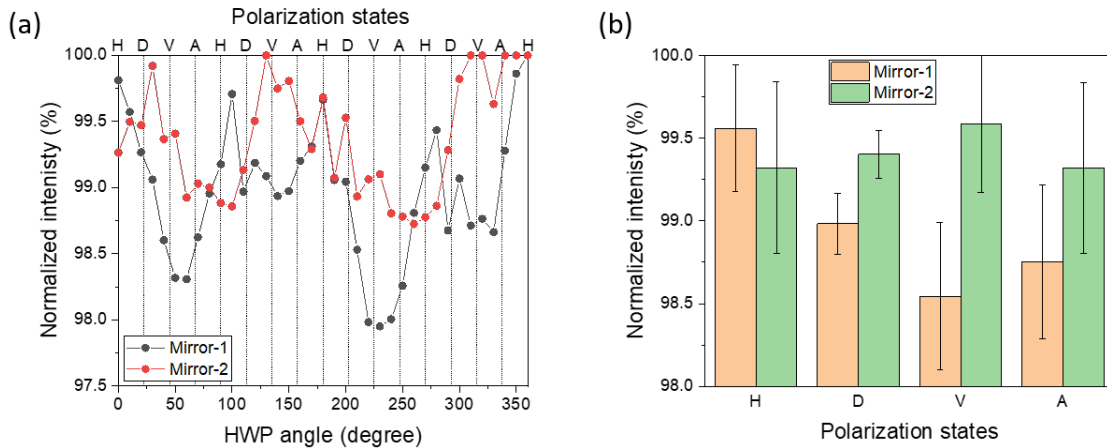 (a)
Polarization states
H D V A H D V A H D V A H D V A H
Normalized intenisty (%)
100.0
99.5
99.0
98.5
98.0
97.5
Mirror-1
Mirror-2
0 50 100 150 200 250 300 350
HWP angle (degree)
(b)
Normalized intenisty (%)
100.0
99.5
99.0
98.5
98.0
Mirror-1
Mirror-2
H D V A
Polarization states